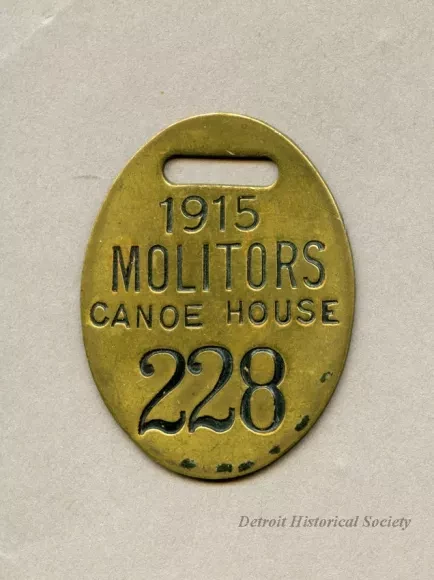 1915
MOLITORS
CANOE HOUSE
228
Detroit Historical Society